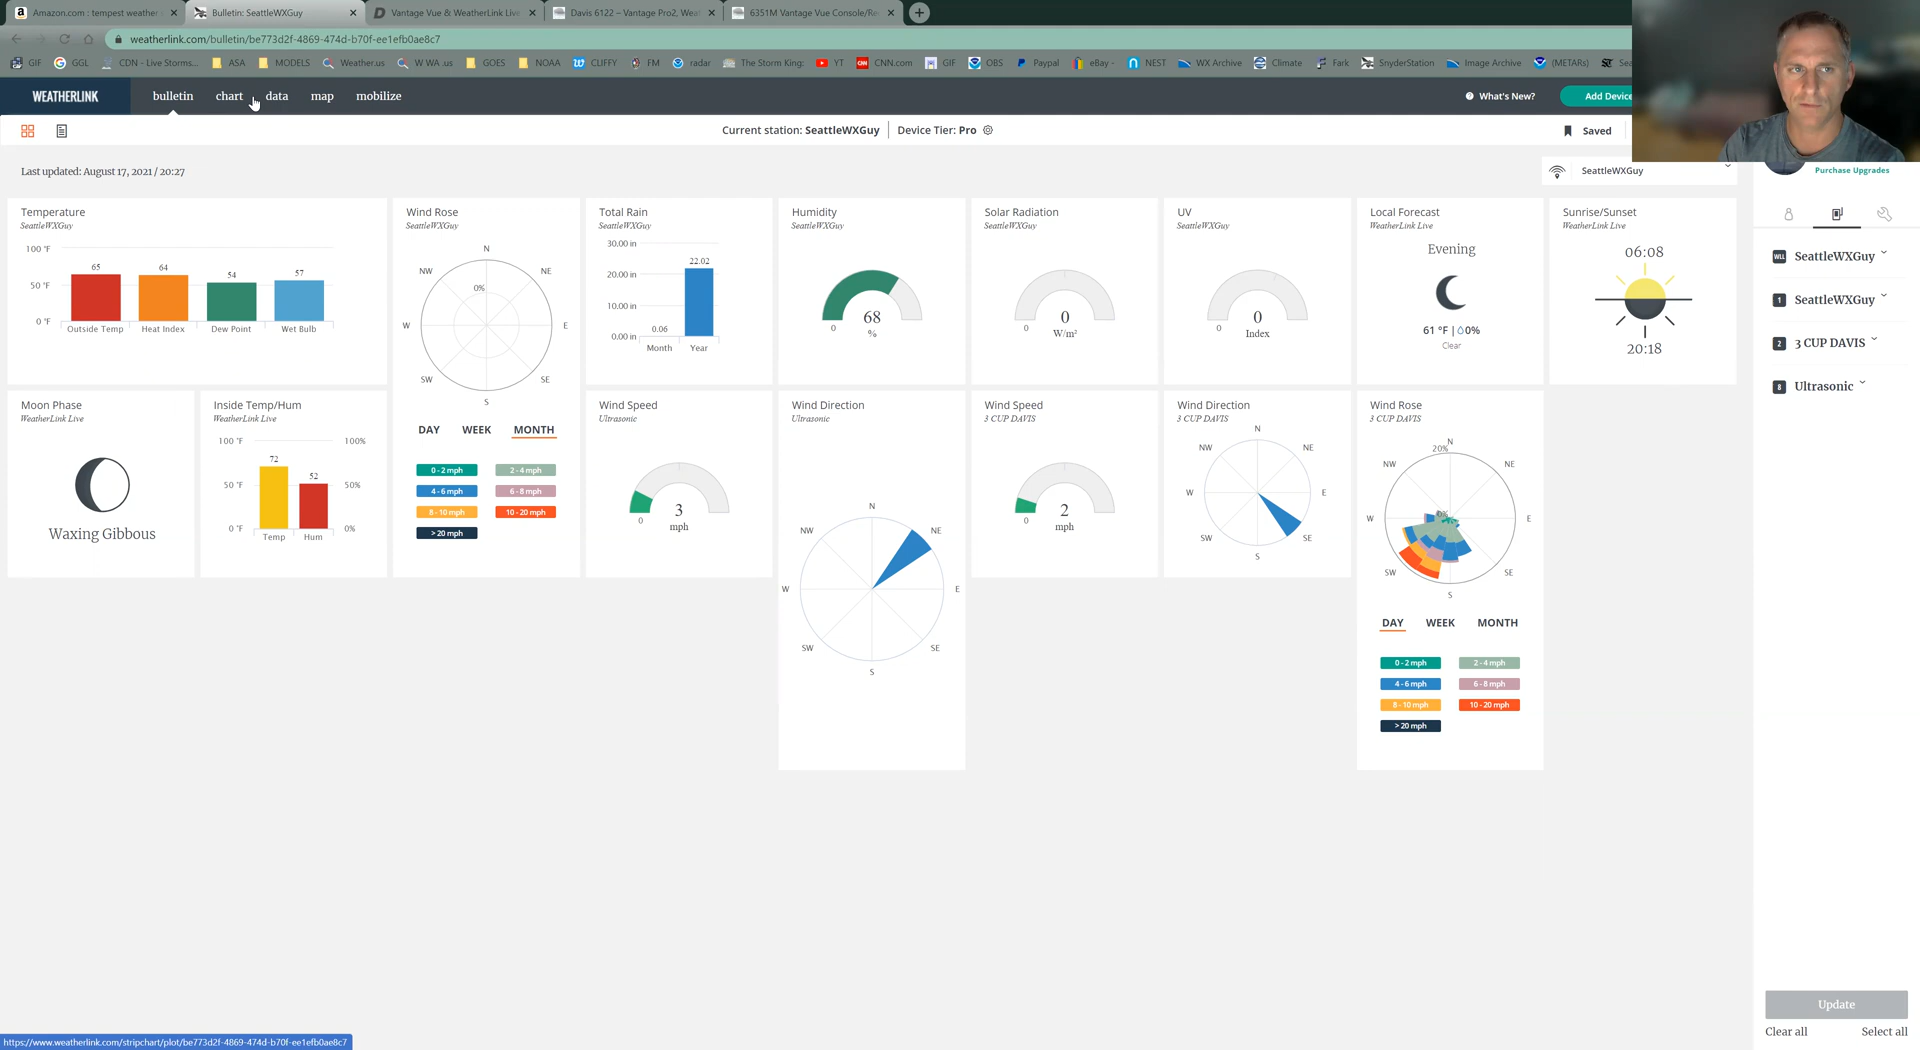 Amazon.com : tempest weather
Bulletin: SeattleWXGuy
Vantage Vue & WeatherLink Live
Davis 6122 – Vantage Pro2, Wea
6351M Vantage Vue Console/Re
weatherlink.com/bulletin/be773d2f-4869-474d-b70f-ee1efb0ae8c7
GIF GGL CDN - Live Storms... ASA MODELS Weather.us W WA .us GOES NOAA CLIFFY FM radar The Storm King: YT CNN.com GIF OBS Paypal eBay - NEST WX Archive Climate Fark SnyderStation Image Archive (METARs) Sea
WEATHERLINK bulletin chart data map mobilize What's New? Add Device
Current station: SeattleWXGuy Device Tier: Pro Saved
Last updated: August 17, 2021 / 20:27
SeattleWXGuy
Purchase Upgrades
Temperature
SeattleWXGuy
100 °F
50 °F
0 °F
65 64 54 57
Outside Temp Heat Index Dew Point Wet Bulb
Wind Rose
SeattleWXGuy
N
NW NE
0%
W E
SW SE
S
DAY WEEK MONTH
0 - 2 mph 2 - 4 mph
4 - 6 mph 6 - 8 mph
8 - 10 mph 10 - 20 mph
> 20 mph
Total Rain
SeattleWXGuy
30.00 in
20.00 in
10.00 in
0.00 in
0.06 22.02
Month Year
Humidity
SeattleWXGuy
68
0 %
Solar Radiation
SeattleWXGuy
0
0 W/m²
UV
SeattleWXGuy
0
0 Index
Local Forecast
WeatherLink Live
Evening
61 °F | 0%
Clear
Sunrise/Sunset
WeatherLink Live
06:08
20:18
Moon Phase
WeatherLink Live
Waxing Gibbous
Inside Temp/Hum
WeatherLink Live
100 °F 100%
50 °F 50%
0 °F 0%
72 52
Temp Hum
Wind Speed
Ultrasonic
3
0 mph
Wind Direction
Ultrasonic
N
NW NE
W E
SW SE
S
Wind Speed
3 CUP DAVIS
2
0 mph
Wind Direction
3 CUP DAVIS
N
NW NE
W E
SW SE
S
Wind Rose
3 CUP DAVIS
20% N
NW NE
0%
W E
SW SE
S
DAY WEEK MONTH
0 - 2 mph 2 - 4 mph
4 - 6 mph 6 - 8 mph
8 - 10 mph 10 - 20 mph
> 20 mph
WLL SeattleWXGuy
1 SeattleWXGuy
2 3 CUP DAVIS
8 Ultrasonic
Update
Clear all Select all
https://www.weatherlink.com/stripchart/plot/be773d2f-4869-474d-b70f-ee1efb0ae8c7